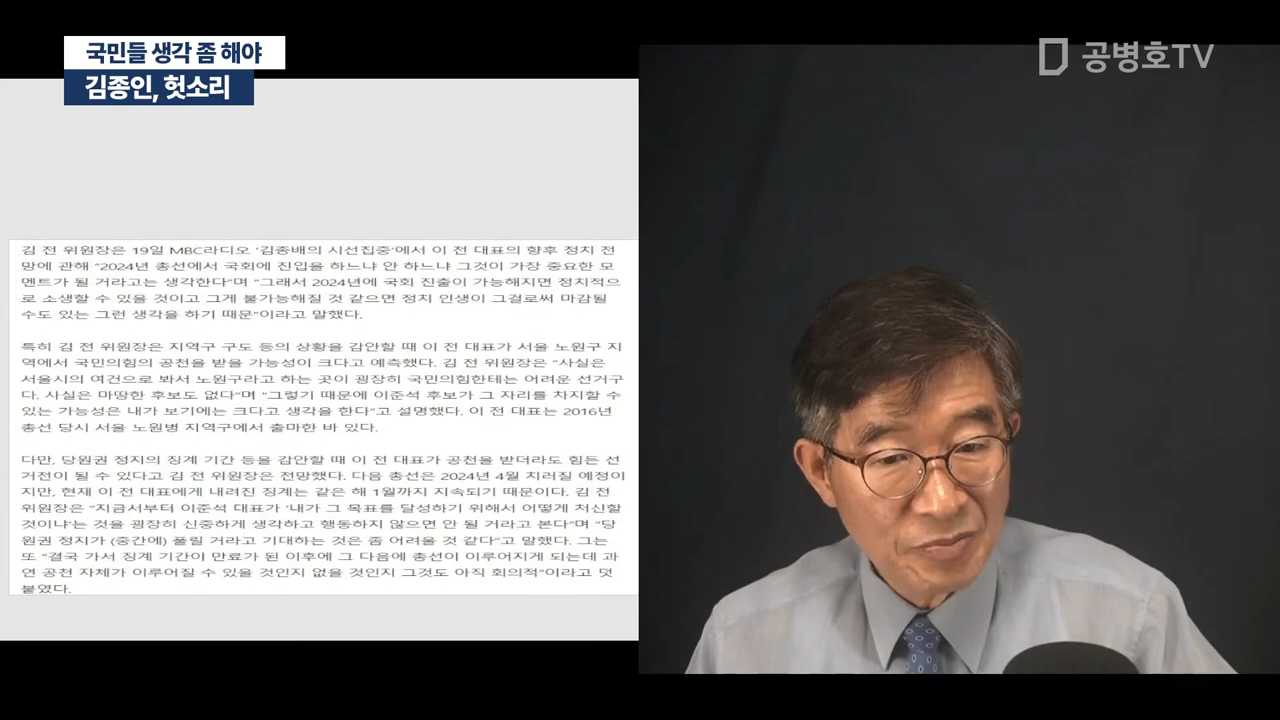 국민들 생각 좀 해야
김종인, 헛소리
공병호TV
김 전 위원장은 19일 MBC라디오 '김종배의 시선집중'에서 이 전 대표의 향후 정치 전
망에 관해 "2024년 총선에서 국회에 진입을 하느냐 안 하느냐 그것이 가장 중요한 모
멘트가 될 거라고는 생각한다"며 "그래서 2024년에 국회 진출이 가능해지면 정치적으
로 소생할 수 있을 것이고 그게 불가능해질 것 같으면 정치 인생이 그걸로써 마감될
수도 있는 그런 생각을 하기 때문"이라고 말했다.
특히 김 전 위원장은 지역구 구도 등의 상황을 감안할 때 이 전 대표가 서울 노원구 지
역에서 국민의힘의 공천을 받을 가능성이 크다고 예측했다. 김 전 위원장은 "사실은
서울시의 여건으로 봐서 노원구라고 하는 곳이 굉장히 국민의힘한테는 어려운 선거구
다. 사실은 마땅한 후보도 없다"며 "그렇기 때문에 이준석 후보가 그 자리를 차지할 수
있는 가능성은 내가 보기에는 크다고 생각을 한다"고 설명했다. 이 전 대표는 2016년
총선 당시 서울 노원병 지역구에서 출마한 바 있다.
다만, 당원권 정지의 징계 기간 등을 감안할 때 이 전 대표가 공천을 받더라도 힘든 선
거전이 될 수 있다고 김 전 위원장은 전망했다. 다음 총선은 2024년 4월 치러질 예정이
지만, 현재 이 전 대표에게 내려진 징계는 같은 해 1월까지 지속되기 때문이다. 김 전
위원장은 "지금서부터 이준석 대표가 '내가 그 목표를 달성하기 위해서 어떻게 처신할
것이냐'는 것을 굉장히 신중하게 생각하고 행동하지 않으면 안 될 거라고 본다"며 "당
원권 정지가 (중간에) 풀릴 거라고 기대하는 것은 좀 어려울 것 같다"고 말했다. 그는
또 "결국 가서 징계 기간이 만료가 된 이후에 그 다음에 총선이 이루어지게 되는데 과
연 공천 자체가 이루어질 수 있을 것인지 없을 것인지 그것도 아직 회의적"이라고 덧
붙였다.